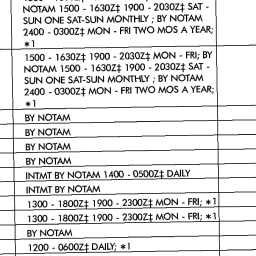 NOTAM 1500 - 1630Z‡ 1900 - 2030Z‡ SAT -
SUN ONE SAT-SUN MONTHLY ; BY NOTAM
2400 - 0300Z‡ MON - FRI TWO MOS A YEAR;
*1
1500 - 1630Z‡ 1900 - 2030Z‡ MON - FRI; BY
NOTAM 1500 - 1630Z‡ 1900 - 2030Z‡ SAT -
SUN ONE SAT-SUN MONTHLY ; BY NOTAM
2400 - 0300Z‡ MON - FRI TWO MOS A YEAR;
*1
BY NOTAM
BY NOTAM
BY NOTAM
BY NOTAM
INTMT BY NOTAM 1400 - 0500Z‡ DAILY
INTMT BY NOTAM
1300 - 1800Z‡ 1900 - 2300Z‡ MON - FRI; *1
1300 - 1800Z‡ 1900 - 2300Z‡ MON - FRI; *1
BY NOTAM
1200 - 0600Z‡ DAILY; *1